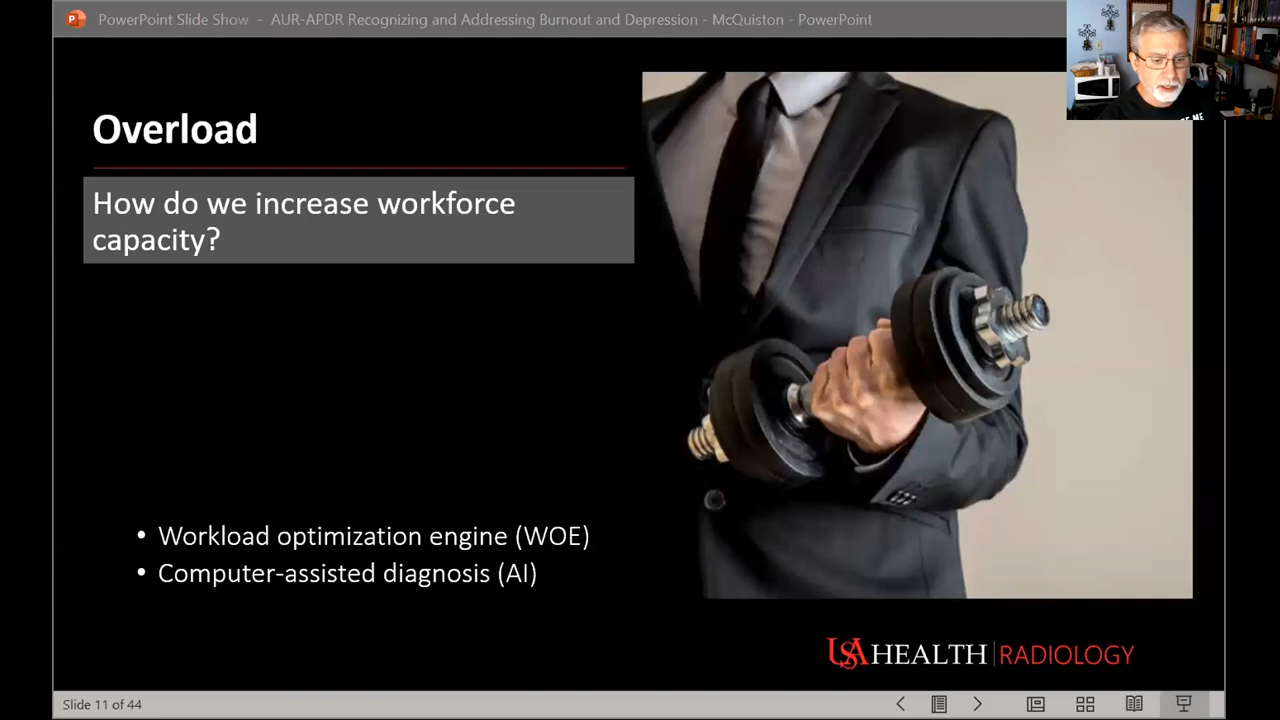 PowerPoint Slide Show - AUR-APDR Recognizing and Addressing Burnout and Depression - McQuiston - PowerPoint
Overload
How do we increase workforce
capacity?
• Workload optimization engine (WOE)
• Computer-assisted diagnosis (AI)
USA HEALTH | RADIOLOGY
Slide 11 of 44